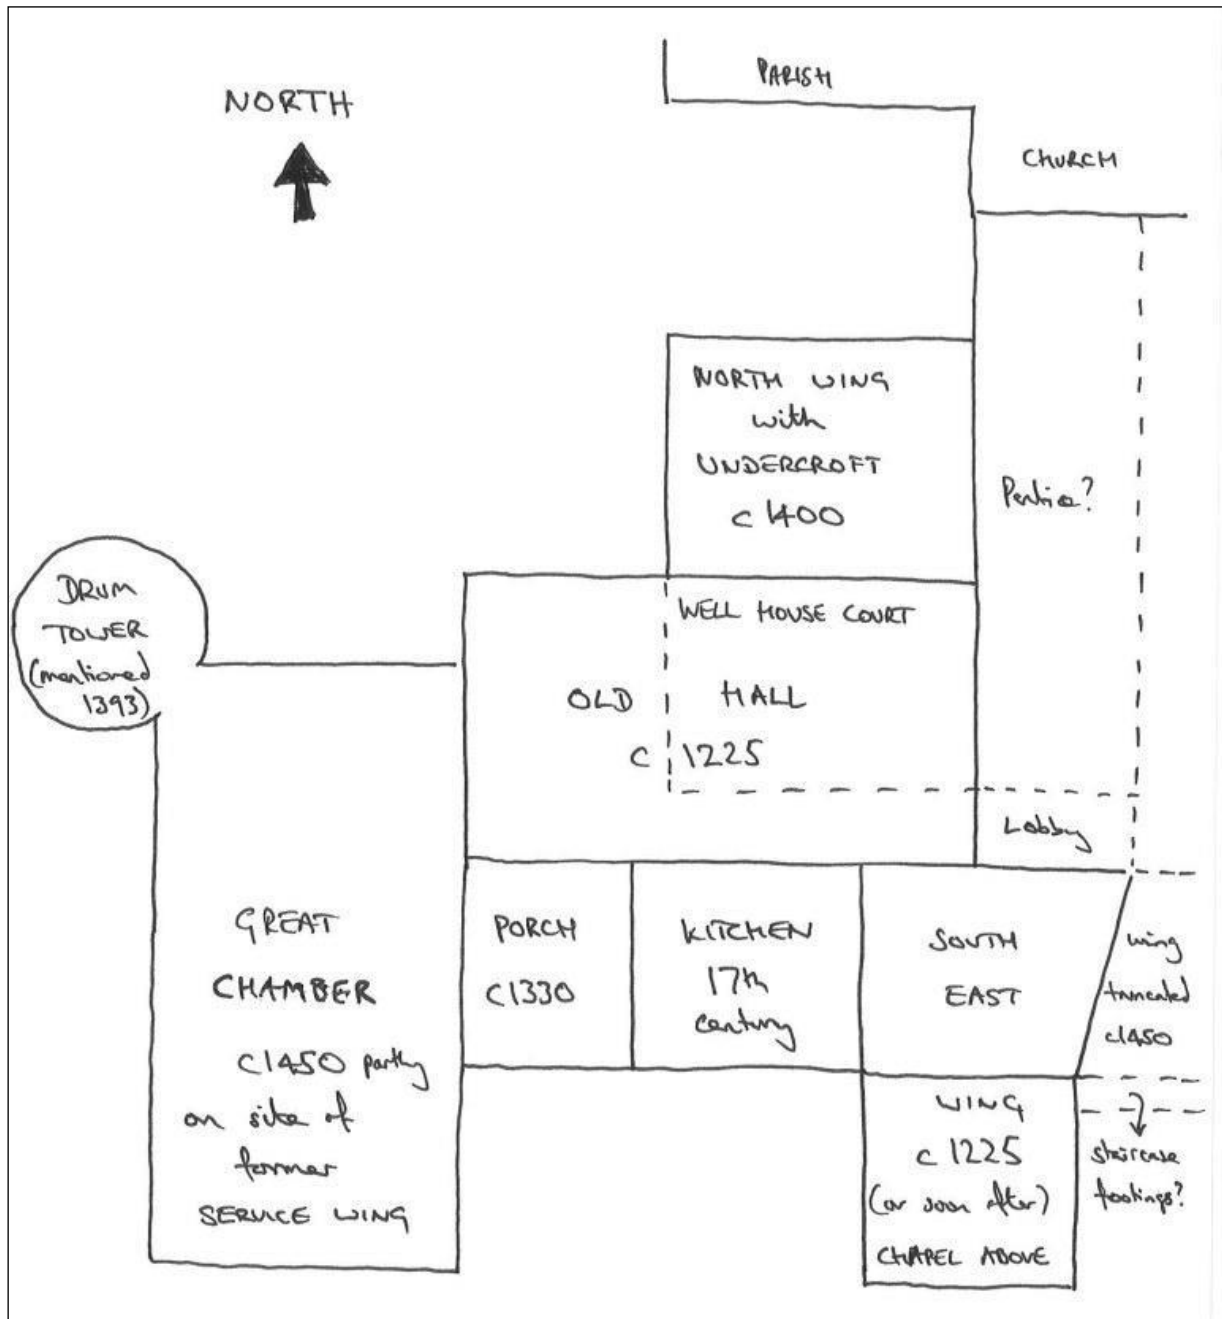 NORTH
PARISH
CHURCH
NORTH WING
with
UNDERCROFT
c 1400
Pentice?
DRUM
TOWER
(mentioned
1393)
WELL HOUSE COURT
OLD HALL
c 1225
Lobby
GREAT
CHAMBER
c1450 partly
on site of
former
SERVICE WING
PORCH
c1330
KITCHEN
17th
century
SOUTH
EAST
WING
c 1225
(or soon after)
CHAPEL ABOVE
wing
truncated
c1450
staircase
footings?